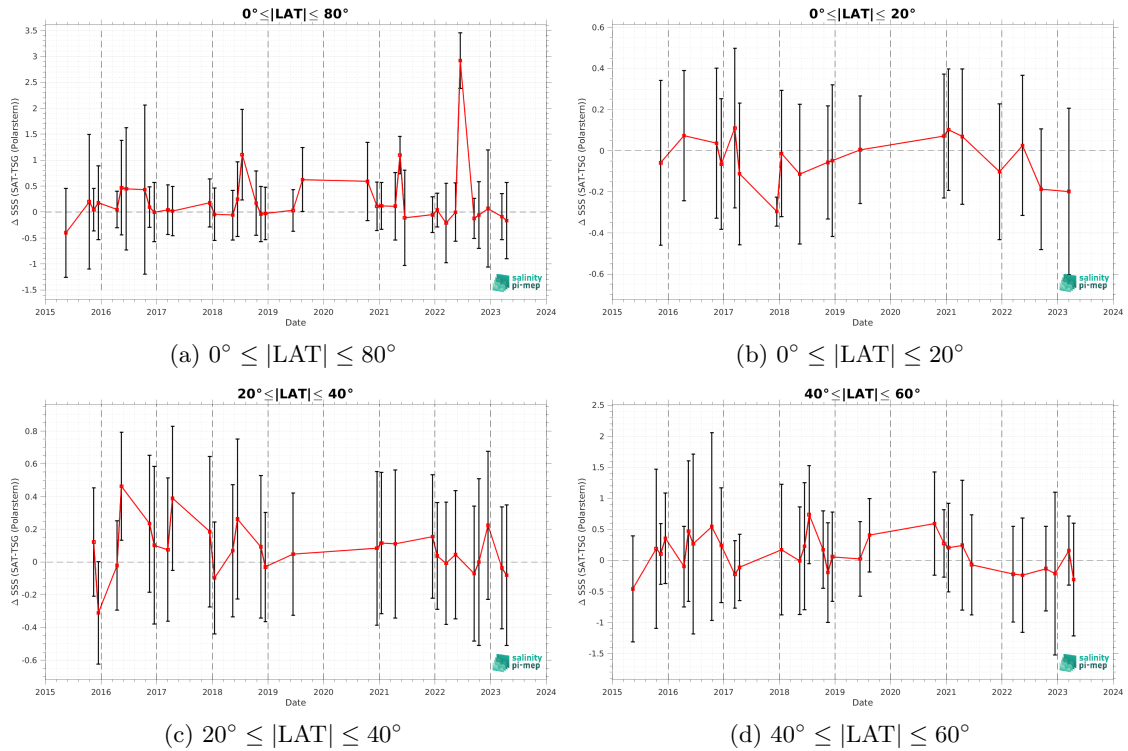 0°≤|LAT|≤ 80°
Δ SSS (SAT-TSG (Polarstern))
3.5
3
2.5
2
1.5
1
0.5
0
-0.5
-1
-1.5
2015 2016 2017 2018 2019 2020 2021 2022 2023 2024
Date
salinity
pi-mep
(a) 0° ≤ |LAT| ≤ 80°
0°≤|LAT|≤ 20°
Δ SSS (SAT-TSG (Polarstern))
0.6
0.4
0.2
0
-0.2
-0.4
-0.6
2015 2016 2017 2018 2019 2020 2021 2022 2023 2024
Date
salinity
pi-mep
(b) 0° ≤ |LAT| ≤ 20°
20°≤|LAT|≤ 40°
Δ SSS (SAT-TSG (Polarstern))
0.8
0.6
0.4
0.2
0
-0.2
-0.4
-0.6
2015 2016 2017 2018 2019 2020 2021 2022 2023 2024
Date
salinity
pi-mep
(c) 20° ≤ |LAT| ≤ 40°
40°≤|LAT|≤ 60°
Δ SSS (SAT-TSG (Polarstern))
2.5
2
1.5
1
0.5
0
-0.5
-1
-1.5
2015 2016 2017 2018 2019 2020 2021 2022 2023 2024
Date
salinity
pi-mep
(d) 40° ≤ |LAT| ≤ 60°